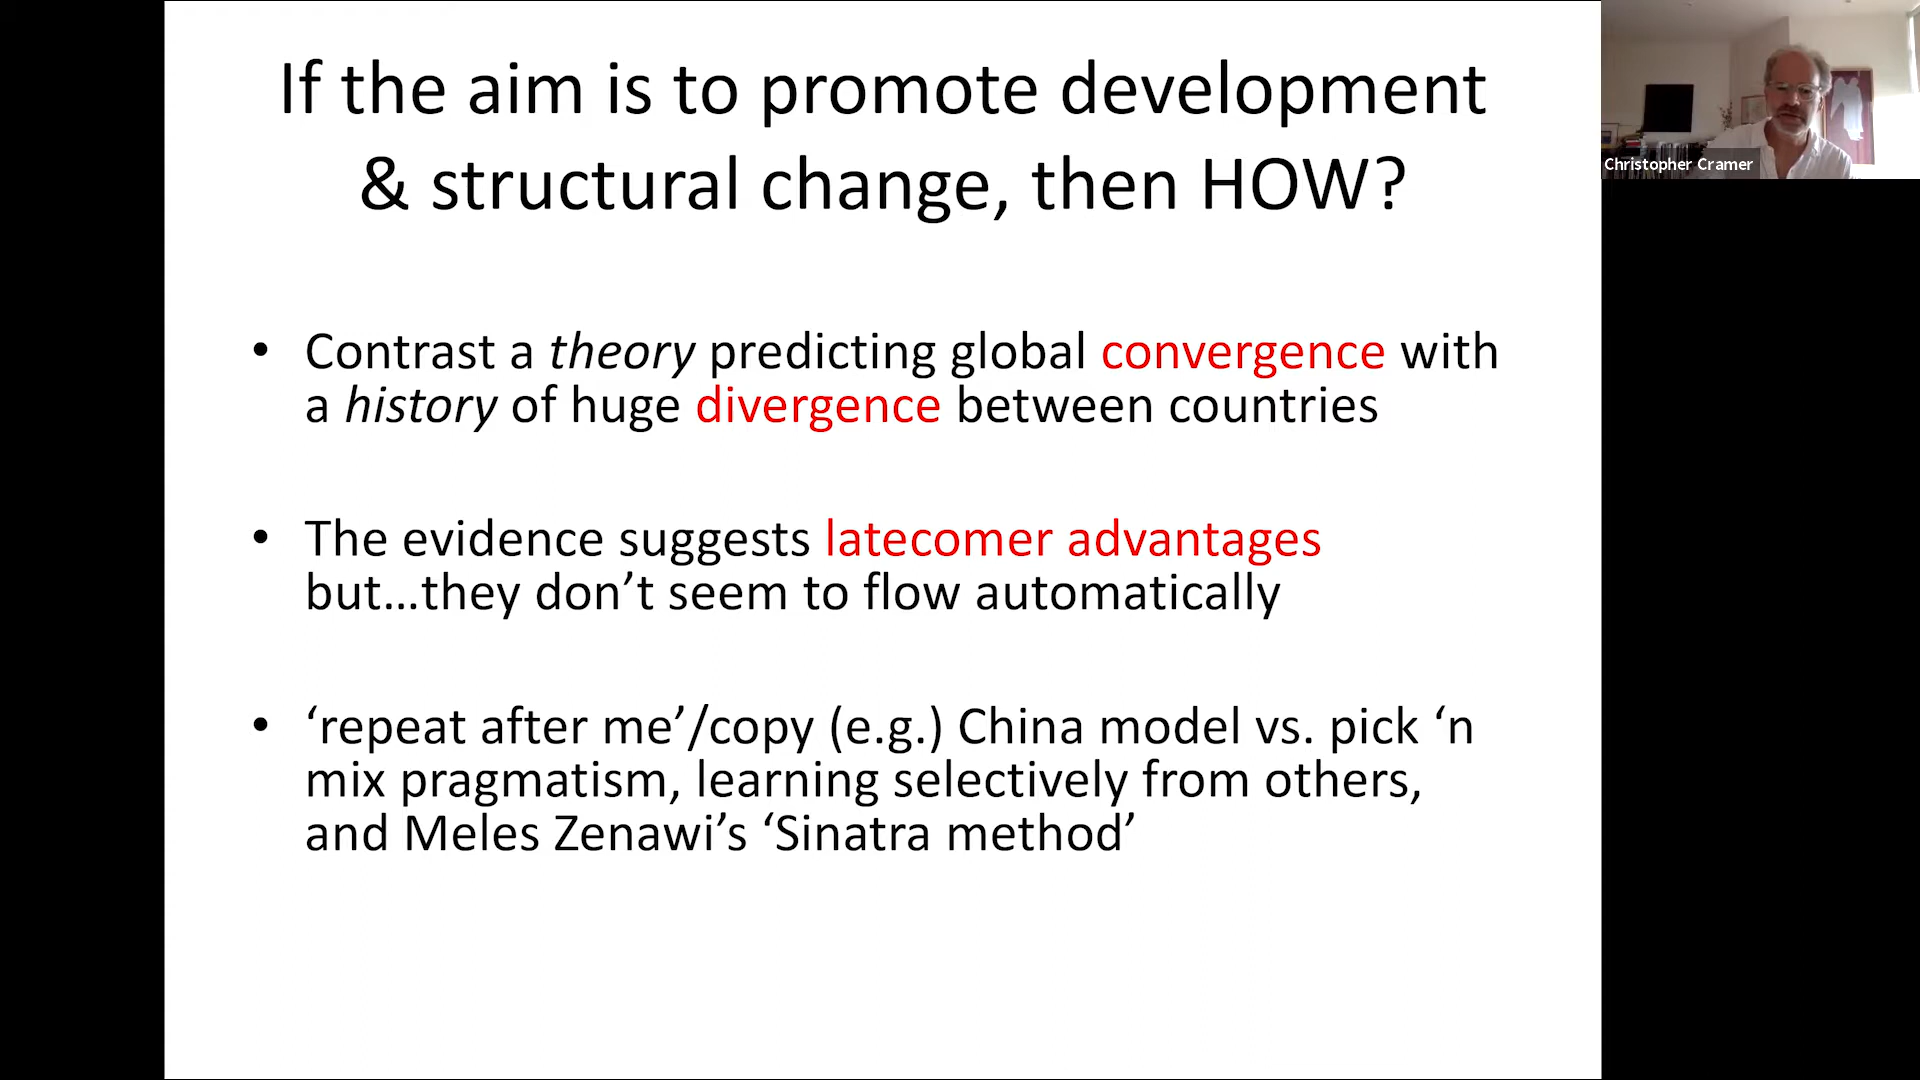 If the aim is to promote development
& structural change, then HOW?
• Contrast a theory predicting global convergence with
a history of huge divergence between countries
• The evidence suggests latecomer advantages
but...they don’t seem to flow automatically
• ‘repeat after me’/copy (e.g.) China model vs. pick ‘n
mix pragmatism, learning selectively from others,
and Meles Zenawi’s ‘Sinatra method’
Christopher Cramer